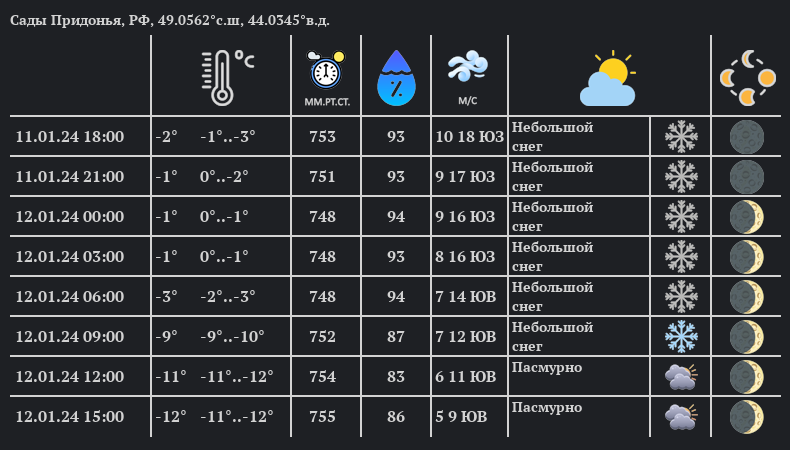 Сады Придонья, РФ, 49.0562°с.ш, 44.0345°в.д.
°C
ММ.РТ.СТ.
%
М/С
11.01.24 18:00 -2° -1°..-3° 753 93 10 18 ЮЗ Небольшой
снег
11.01.24 21:00 -1° 0°..-2° 751 93 9 17 ЮЗ Небольшой
снег
12.01.24 00:00 -1° 0°..-1° 748 94 9 16 ЮЗ Небольшой
снег
12.01.24 03:00 -1° 0°..-1° 748 93 8 16 ЮЗ Небольшой
снег
12.01.24 06:00 -3° -2°..-3° 748 94 7 14 ЮВ Небольшой
снег
12.01.24 09:00 -9° -9°..-10° 752 87 7 12 ЮВ Небольшой
снег
12.01.24 12:00 -11° -11°..-12° 754 83 6 11 ЮВ Пасмурно
12.01.24 15:00 -12° -11°..-12° 755 86 5 9 ЮВ Пасмурно